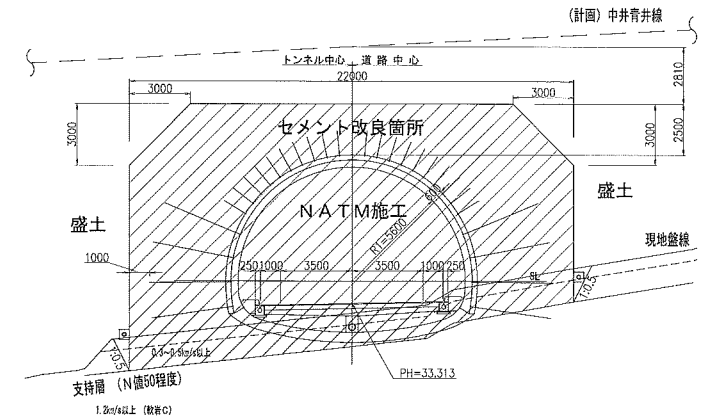 (計画) 中井青井線
トンネル中心 道路中心
22000
3000
3000
2810
3000
3000
2500
セメント改良箇所
600
盛土
盛土
NATM施工
R1=5600
現地盤線
1000
250 1000 3500 3500 1000 250
SL
1:0.5
1:0.5
0.3~0.5km/s以上
PH=33.313
支持層 (N値50程度)
1.2km/s以上 (軟岩C)